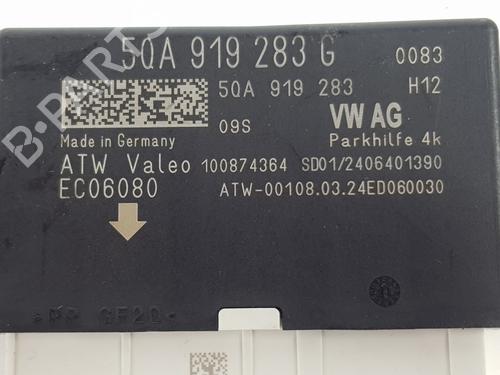 5QA 919 283 G 0083
5QA 919 283 H12
09S VW AG
Made in Germany Parkhilfe 4k
ATW Valeo 100874364 SD01/2406401390
EC06080 ATW-00108.03.24ED060030
B-PARTS